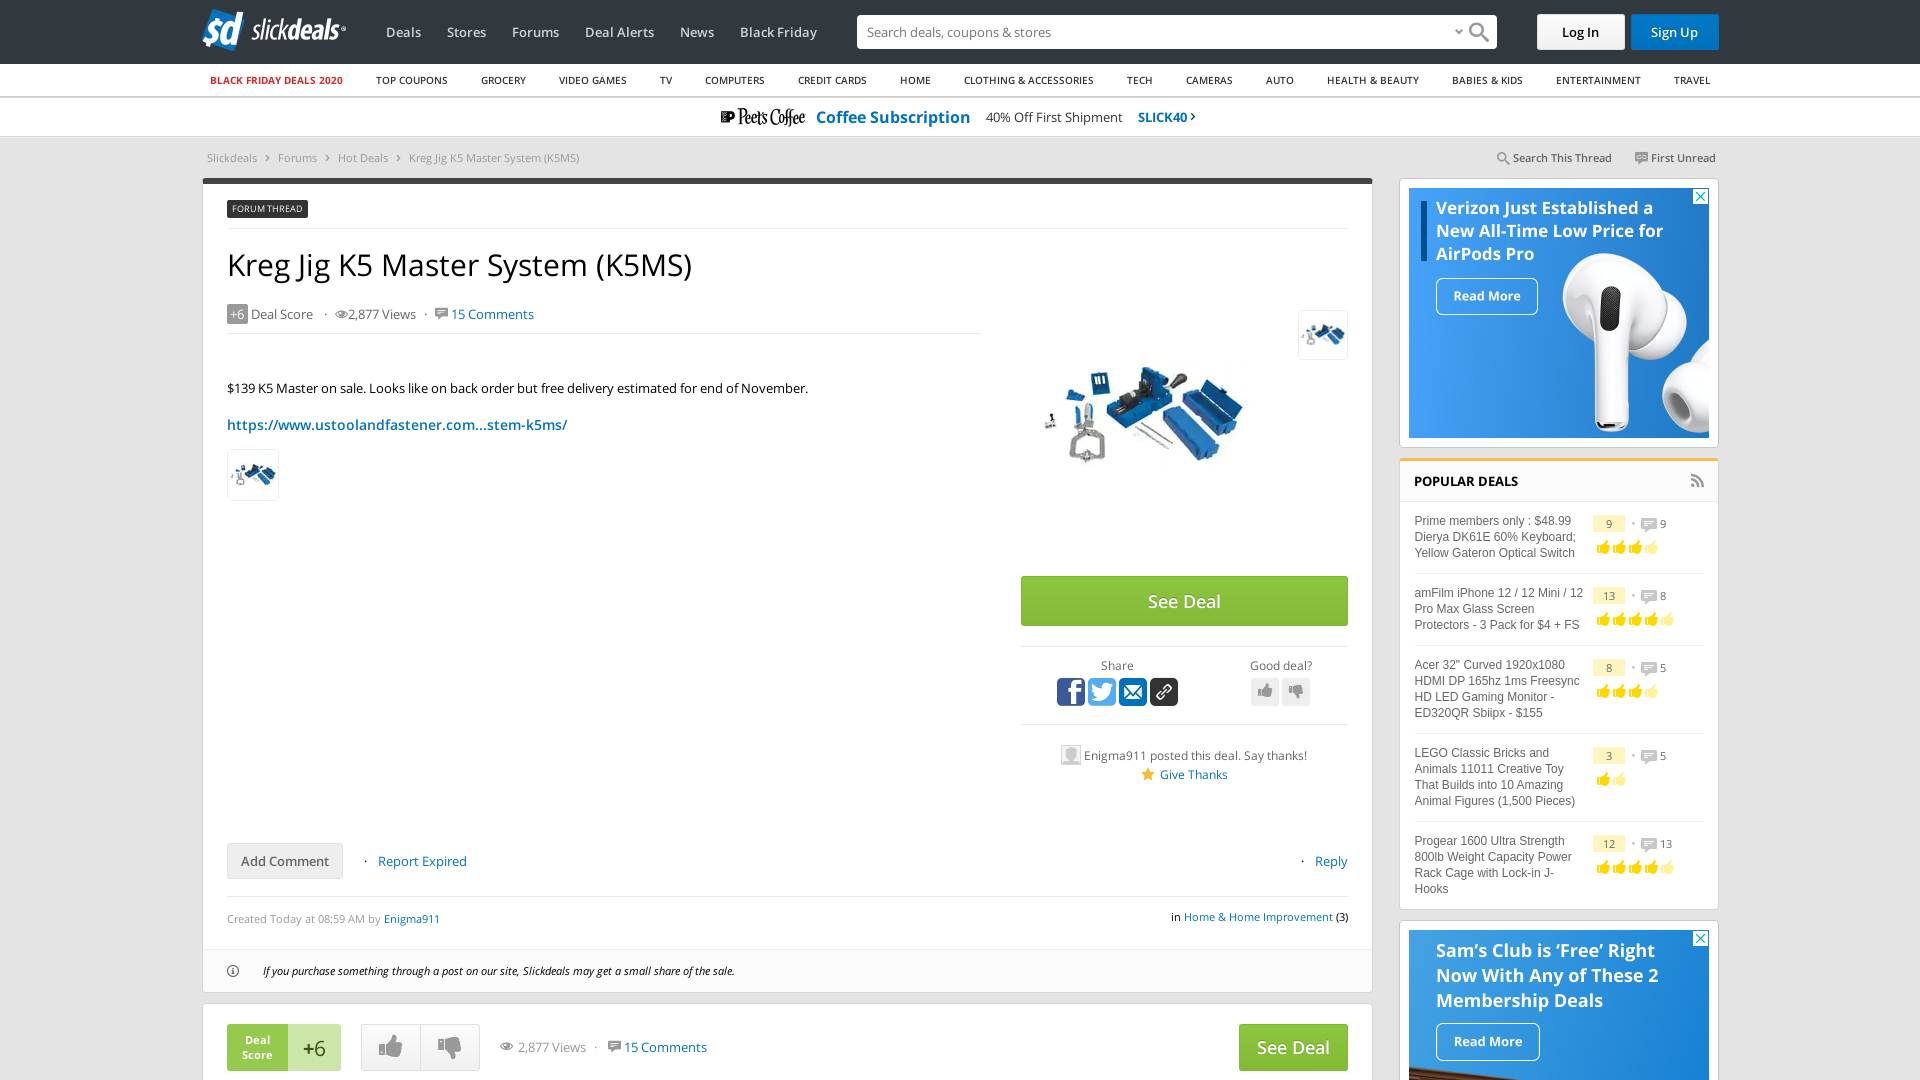 slickdeals
Deals
Stores
Forums
Deal Alerts
News
Black Friday
Search deals, coupons & shopping
Log In
Sign Up
BLACK FRIDAY DEALS 2020
TOP COUPONS
GROCERY
VIDEO GAMES
TV
COMPUTERS
CREDIT CARDS
HOME
CLOTHING & ACCESSORIES
TECH
CAMERAS
AUTO
HEALTH & BEAUTY
BABIES & KIDS
ENTERTAINMENT
TRAVEL
Peet's Coffee Coffee Subscription 40% Off First Shipment SLICK40
Slickdeals > Forums > Hot Deals > Kreg Jig K5 Master System (K5MS)
Search This Thread
First Unread
FORUM THREAD
Kreg Jig K5 Master System (K5MS)
+6 Deal Score · 2,877 Views · 15 Comments
$139 K5 Master on sale. Looks like on back order but free delivery estimated for end of November.
https://www.ustoolandfastener.com...stem-k5ms/
See Deal
Share
Good deal?
Enigma911 posted this deal. Say thanks!
Give Thanks
Add Comment
· Report Expired
· Reply
Created Today at 08:59 AM by Enigma911
in Home & Home Improvement (3)
If you purchase something through a post on our site, Slickdeals may get a small share of the sale.
Deal
Score
+6
2,877 Views · 15 Comments
See Deal
Verizon Just Established a
New All-Time Low Price for
AirPods Pro
Read More
POPULAR DEALS
Prime members only : $48.99
Dierya DK61E 60% Keyboard;
Yellow Gateron Optical Switch
9 · 9
amFilm iPhone 12 / 12 Mini / 12
Pro Max Glass Screen
Protectors - 3 Pack for $4 + FS
13 · 8
Acer 32" Curved 1920x1080
HDMI DP 165hz 1ms Freesync
HD LED Gaming Monitor -
ED320QR Sbiipx - $155
8 · 5
LEGO Classic Bricks and
Animals 11011 Creative Toy
That Builds into 10 Amazing
Animal Figures (1,500 Pieces)
3 · 5
Progear 1600 Ultra Strength
800lb Weight Capacity Power
Rack Cage with Lock-in J-
Hooks
12 · 13
Sam's Club is 'Free' Right
Now With Any of These 2
Membership Deals
Read More